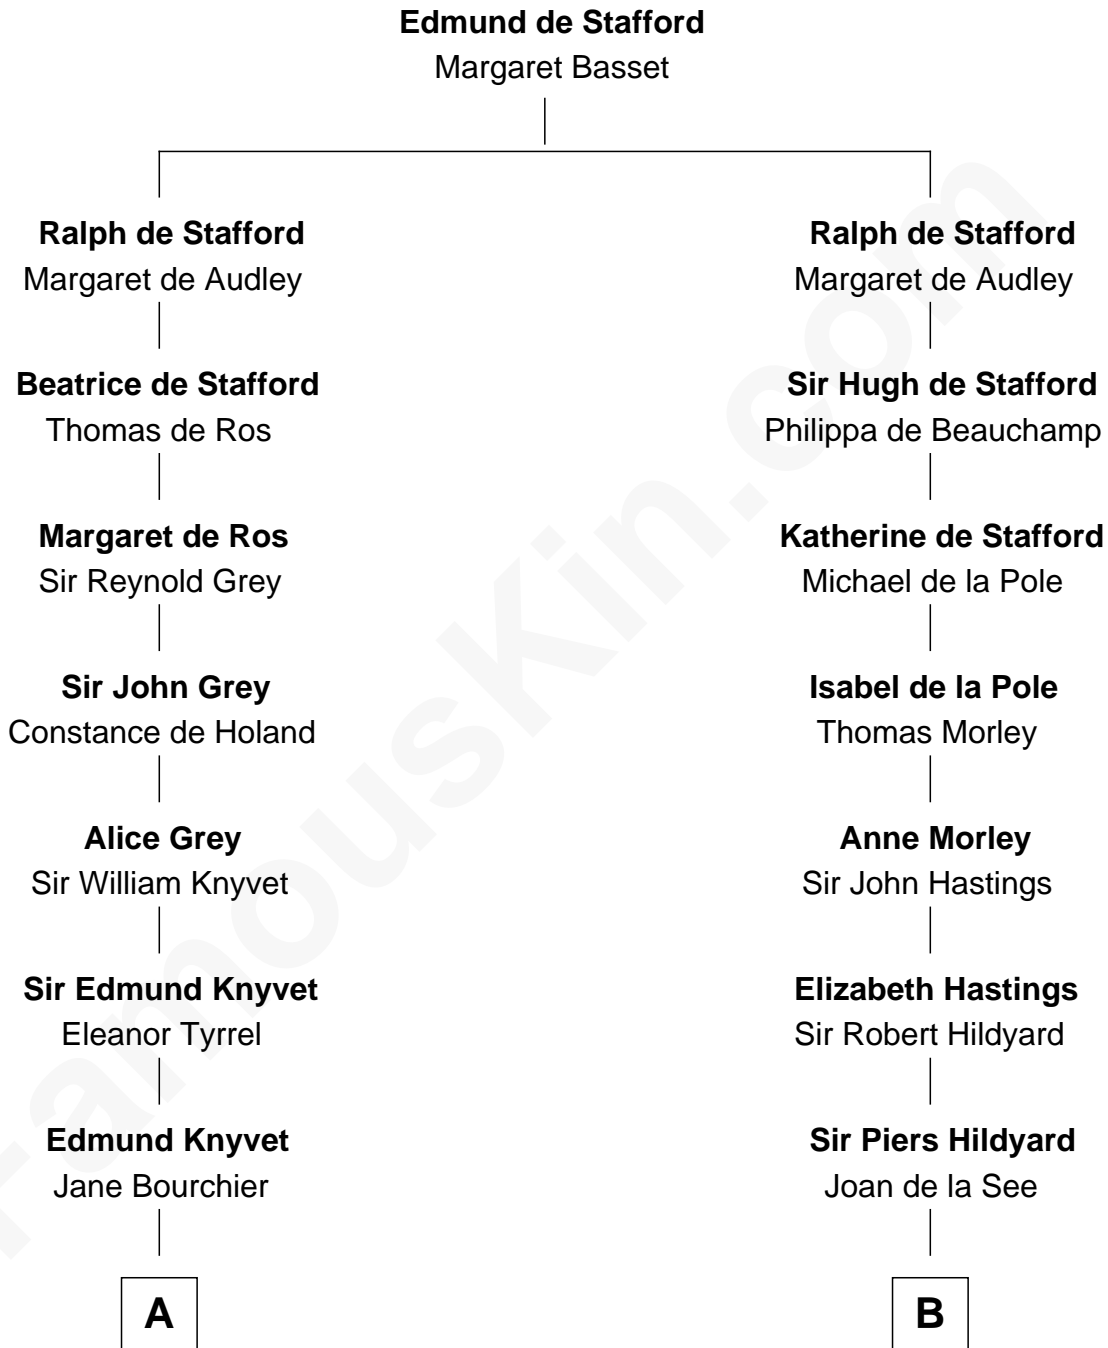 Edmund de Stafford
Margaret Basset
Ralph de Stafford
Margaret de Audley
Beatrice de Stafford
Thomas de Ros
Margaret de Ros
Sir Reynold Grey
Sir John Grey
Constance de Holand
Alice Grey
Sir William Knyvet
Sir Edmund Knyvet
Eleanor Tyrrel
Edmund Knyvet
Jane Bourchier
A
Ralph de Stafford
Margaret de Audley
Sir Hugh de Stafford
Philippa de Beauchamp
Katherine de Stafford
Michael de la Pole
Isabel de la Pole
Thomas Morley
Anne Morley
Sir John Hastings
Elizabeth Hastings
Sir Robert Hildyard
Sir Piers Hildyard
Joan de la See
B
FamousKin.com